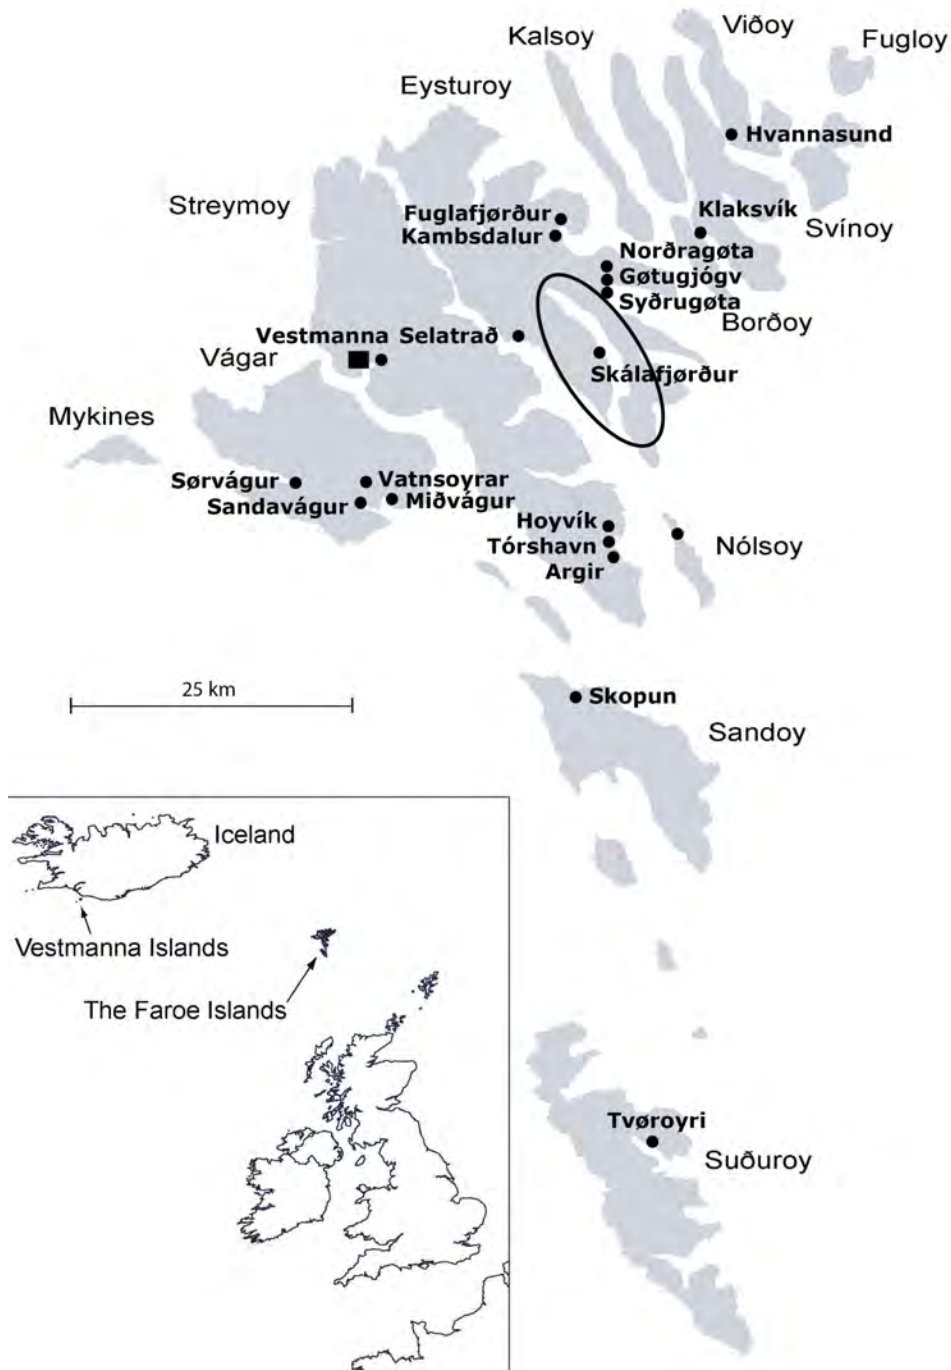 Viðoy
Kalsoy
Fugloy
Eysturoy
Hvannasund
Streymoy
Klaksvík
Fuglafjørður
Svínoy
Kambsdalur
Norðragøta
Gøtugjógv
Syðrugøta
Borðoy
Vestmanna
Selatrað
Vágar
Skálafjørður
Mykines
Sørvágur
Vatnsoyrar
Sandavágur
Miðvágur
Hoyvík
Tórshavn
Nólsoy
Argir
25 km
Skopun
Sandoy
Iceland
Vestmanna Islands
The Faroe Islands
Tvøroyri
Suðuroy